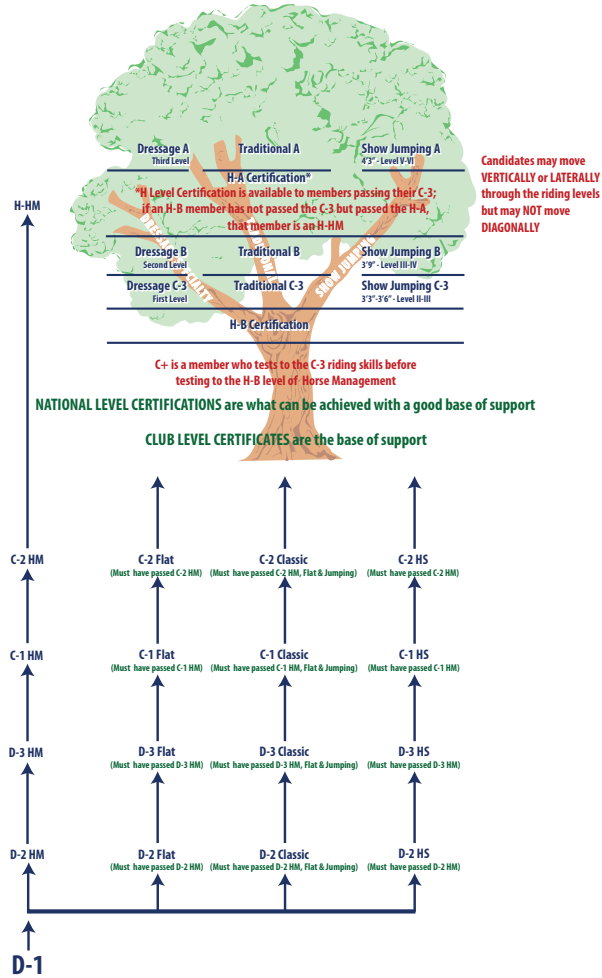 Dressage A
Third Level
Traditional A
Show Jumping A
4'3" - Level V-VI
H-A Certification*
*H Level Certification is available to members passing their C-3;
if an H-B member has not passed the C-3 but passed the H-A,
that member is an H-HM
Candidates may move
VERTICALLY or LATERALLY
through the riding levels
but may NOT move
DIAGONALLY
H-HM
DRESSAGE SPECIALTY
TRADITIONAL
SHOW JUMPING
Dressage B
Second Level
Traditional B
Show Jumping B
3'9" - Level III-IV
Dressage C-3
First Level
Traditional C-3
Show Jumping C-3
3'3"-3'6" - Level II-III
H-B Certification
C+ is a member who tests to the C-3 riding skills before
testing to the H-B level of Horse Management
NATIONAL LEVEL CERTIFICATIONS are what can be achieved with a good base of support
CLUB LEVEL CERTIFICATES are the base of support
C-2 HM
C-2 Flat
(Must have passed C-2 HM)
C-2 Classic
(Must have passed C-2 HM, Flat & Jumping)
C-2 HS
(Must have passed C-2 HM)
C-1 HM
C-1 Flat
(Must have passed C-1 HM)
C-1 Classic
(Must have passed C-1 HM, Flat & Jumping)
C-1 HS
(Must have passed C-1 HM)
D-3 HM
D-3 Flat
(Must have passed D-3 HM)
D-3 Classic
(Must have passed D-3 HM, Flat & Jumping)
D-3 HS
(Must have passed D-3 HM)
D-2 HM
D-2 Flat
(Must have passed D-2 HM)
D-2 Classic
(Must have passed D-2 HM, Flat & Jumping)
D-2 HS
(Must have passed D-2 HM)
D-1